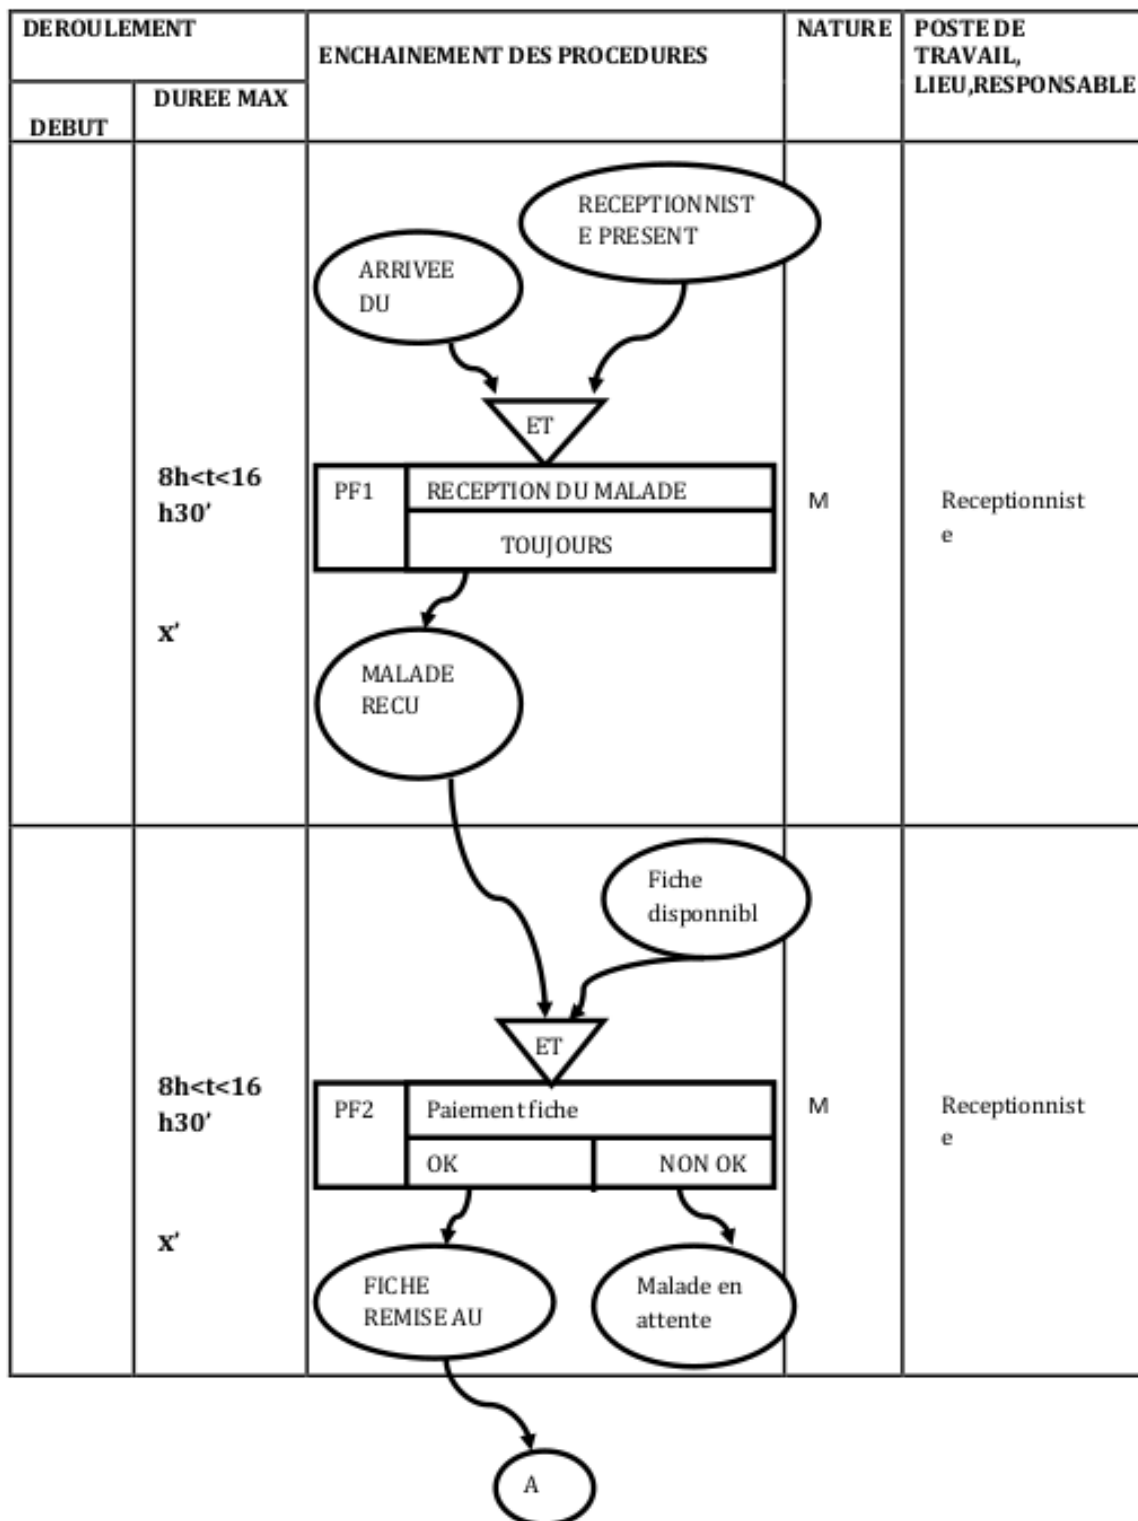 DEROULEMENT
ENCHAINEMENT DES PROCEDURES
NATURE
POSTE DE
TRAVAIL,
LIEU,RESPONSABLE
DEBUT
DUREE MAX
RECEPTIONNIST
E PRESENT
ARRIVEE
DU
ET
8h<t<16
h30’
PF1
RECEPTION DU MALADE
TOUJOURS
M
Receptionnist
e
x’
MALADE
RECU
Fiche
disponnibl
ET
8h<t<16
h30’
PF2
Paiement fiche
OK
NON OK
M
Receptionnist
e
x’
FICHE
REMISE AU
Malade en
attente
A